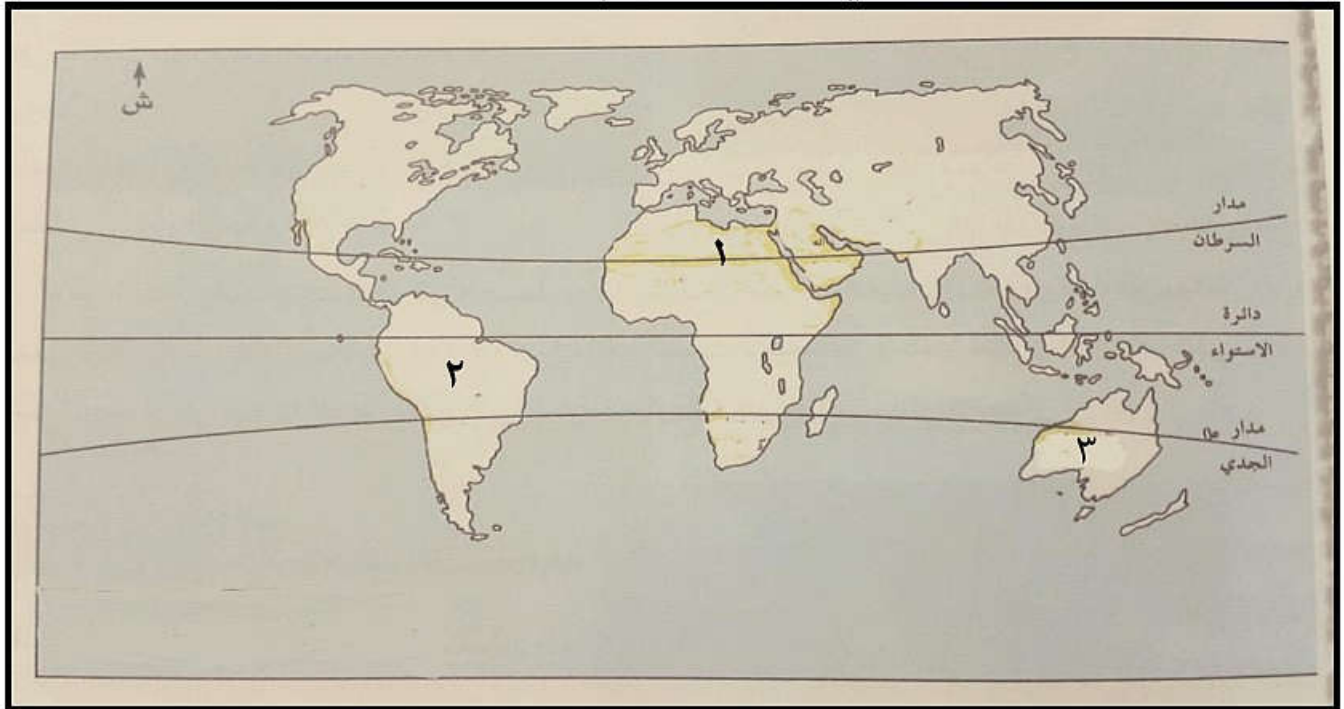 ش
مدار
السرطان
١
دائرة
الاستواء
٢
مدار
الجدي
٣